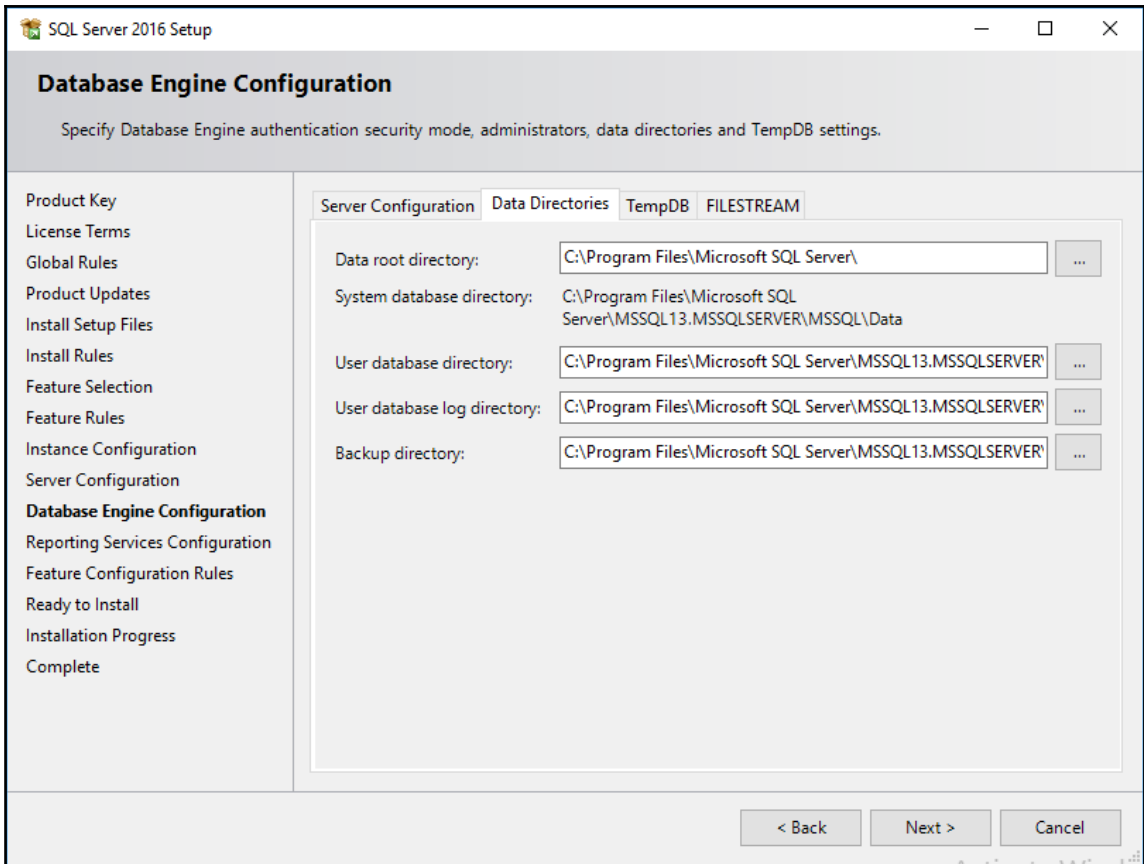 SQL Server 2016 Setup
Database Engine Configuration
Specify Database Engine authentication security mode, administrators, data directories and TempDB settings.
Product Key
License Terms
Global Rules
Product Updates
Install Setup Files
Install Rules
Feature Selection
Feature Rules
Instance Configuration
Server Configuration
Database Engine Configuration
Reporting Services Configuration
Feature Configuration Rules
Ready to Install
Installation Progress
Complete
Server Configuration Data Directories TempDB FILESTREAM
Data root directory: C:\Program Files\Microsoft SQL Server\ ...
System database directory: C:\Program Files\Microsoft SQL
Server\MSSQL13.MSSQLSERVER\MSSQL\Data
User database directory: C:\Program Files\Microsoft SQL Server\MSSQL13.MSSQLSERVER\ ...
User database log directory: C:\Program Files\Microsoft SQL Server\MSSQL13.MSSQLSERVER\ ...
Backup directory: C:\Program Files\Microsoft SQL Server\MSSQL13.MSSQLSERVER\ ...
< Back Next > Cancel